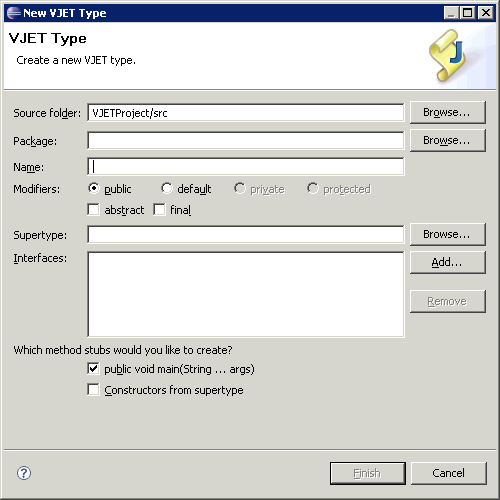 New VJET Type
VJET Type
Create a new VJET type.
J
Source folder: VJETProject/src Browse...
Package: Browse...
Name:
Modifiers: public default private protected
abstract final
Supertype: Browse...
Interfaces: Add...
Remove
Which method stubs would you like to create?
public void main(String ... args)
Constructors from supertype
? Finish Cancel